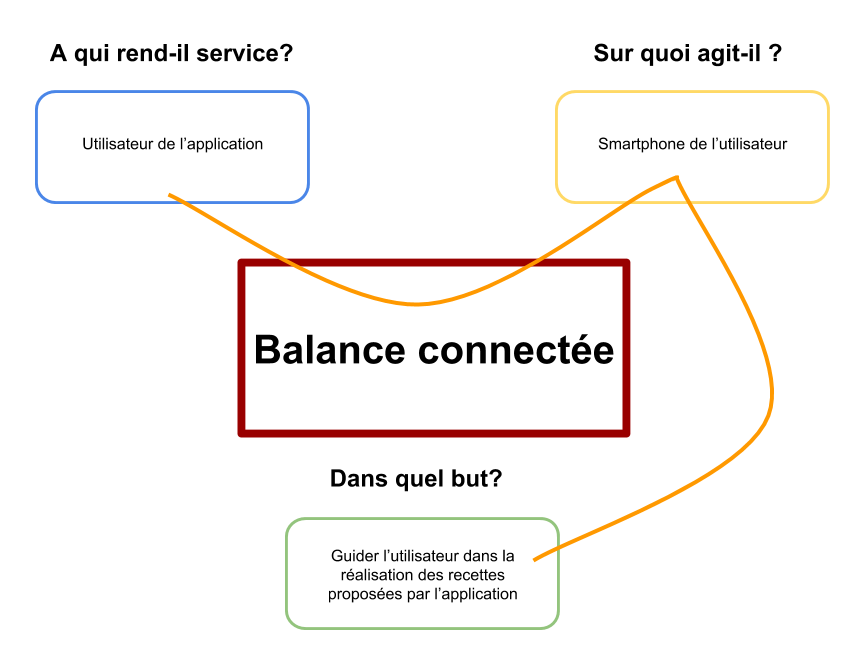 A qui rend-il service?
Sur quoi agit-il ?
Utilisateur de l’application
Smartphone de l’utilisateur
Balance connectée
Dans quel but?
Guider l’utilisateur dans la
réalisation des recettes
proposées par l’application